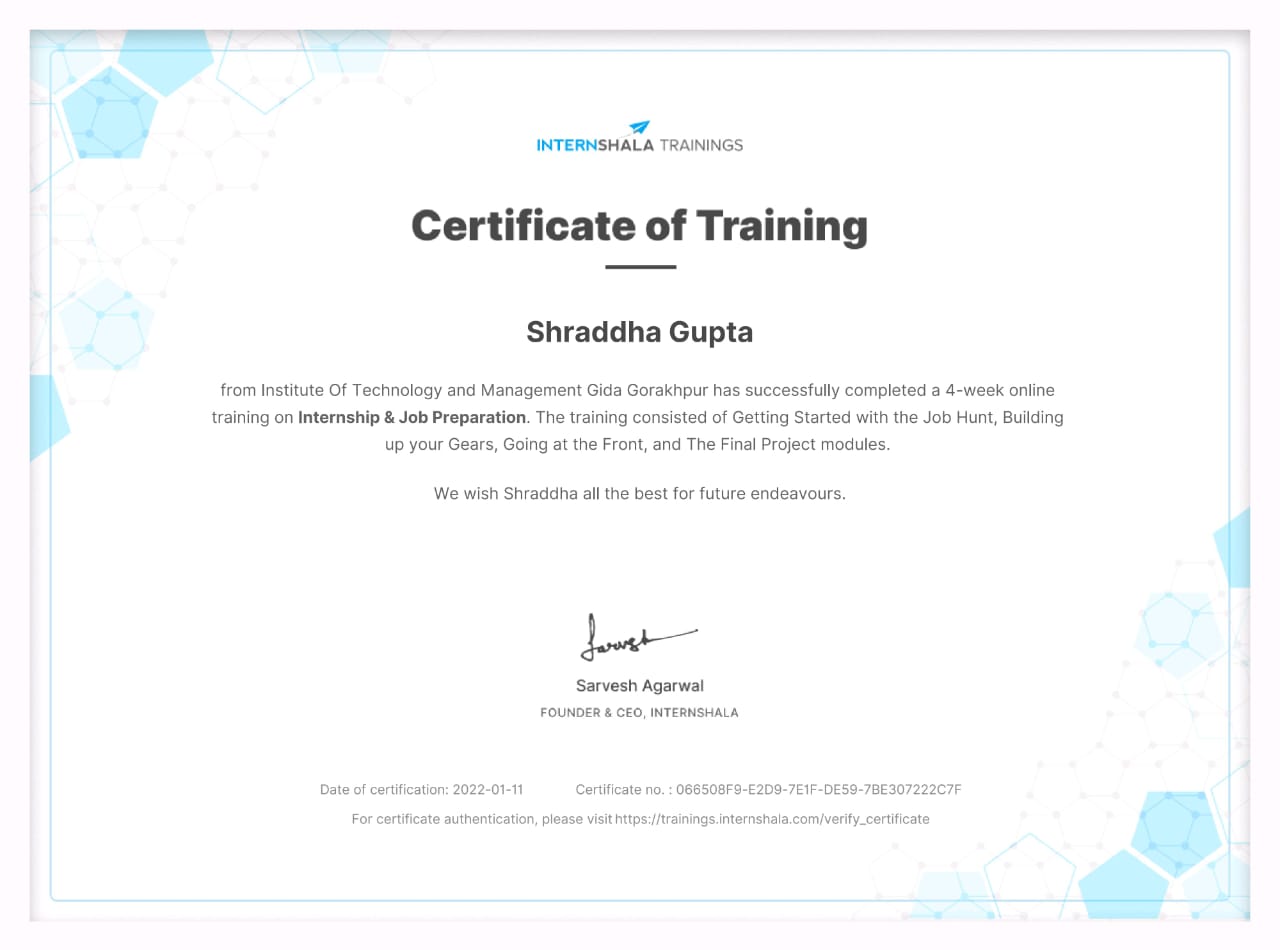 INTERNSHALA TRAININGS
Certificate of Training
Shraddha Gupta
from Institute Of Technology and Management Gida Gorakhpur has successfully completed a 4-week online
training on Internship & Job Preparation. The training consisted of Getting Started with the Job Hunt, Building
up your Gears, Going at the Front, and The Final Project modules.
We wish Shraddha all the best for future endeavours.
Sarvesh
Sarvesh Agarwal
FOUNDER & CEO, INTERNSHALA
Date of certification: 2022-01-11 Certificate no. : 066508F9-E2D9-7E1F-DE59-7BE307222C7F
For certificate authentication, please visit https://trainings.internshala.com/verify_certificate